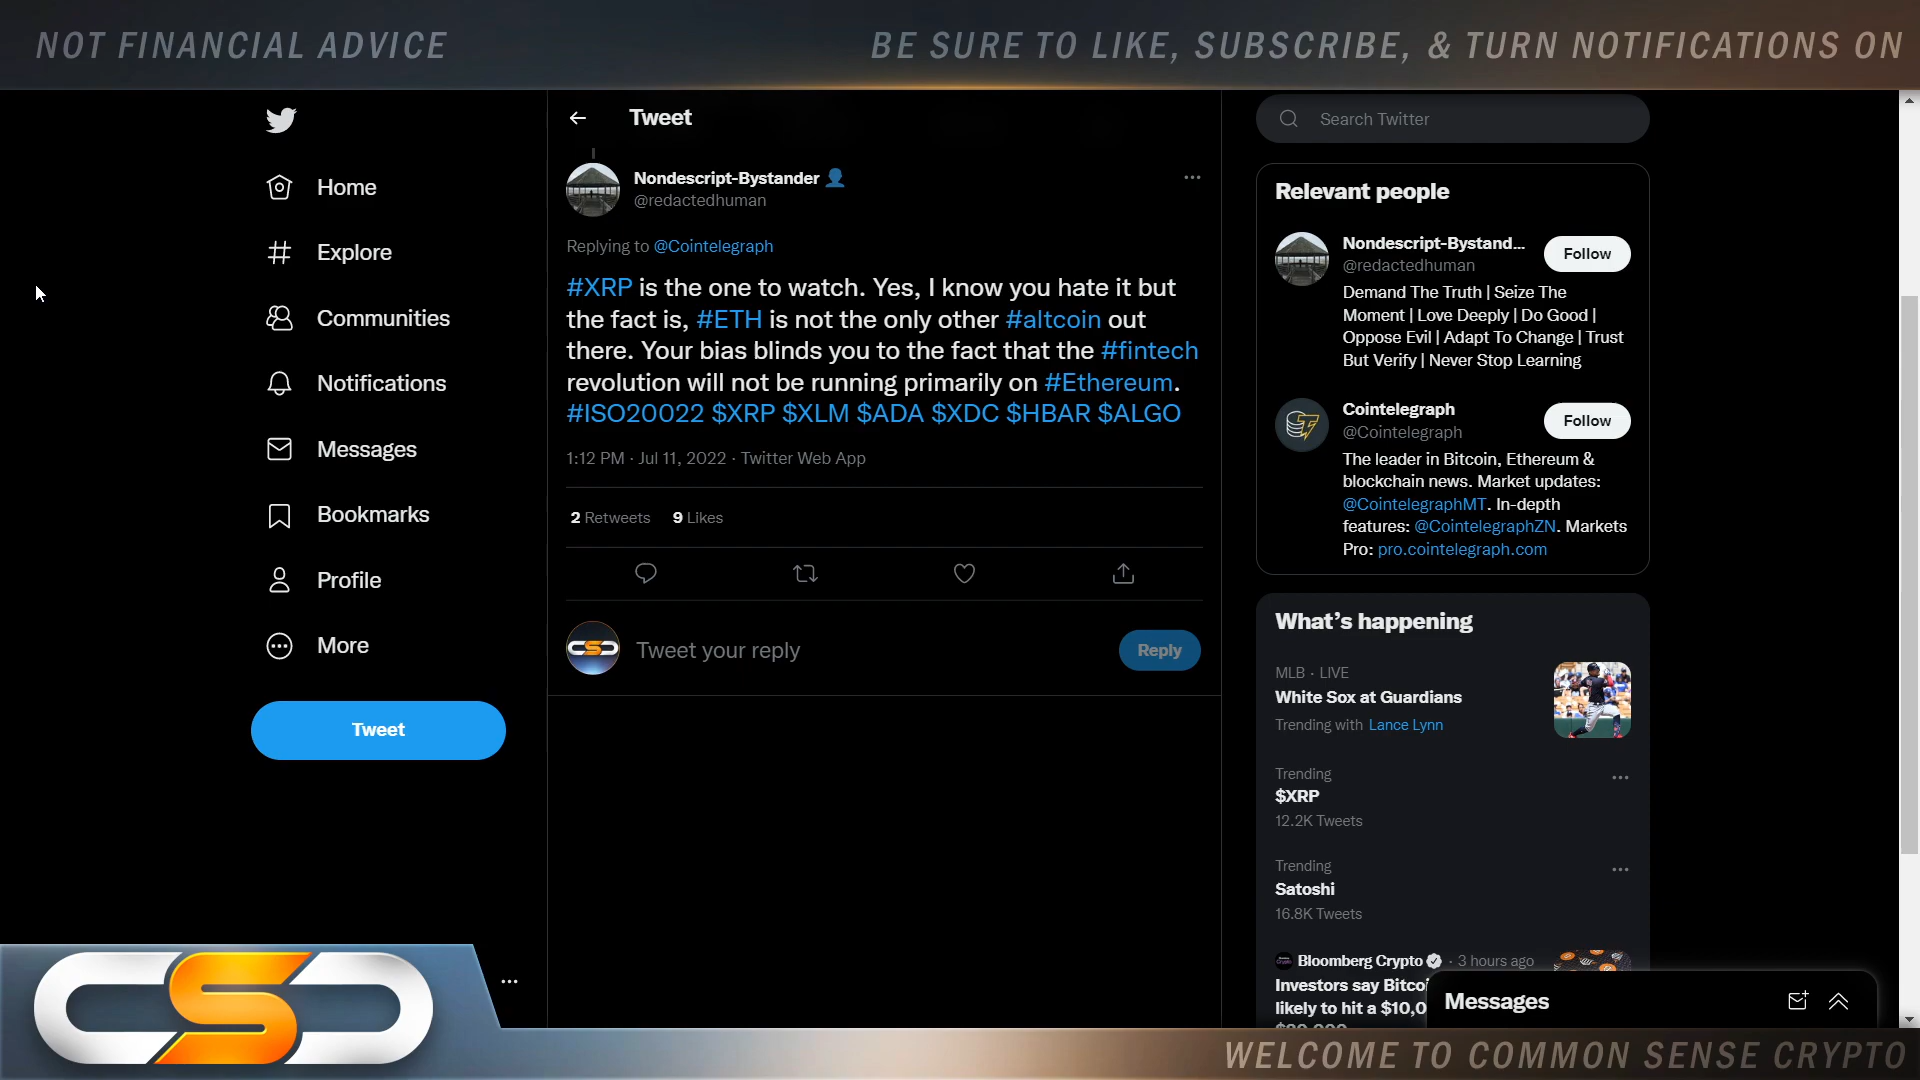 NOT FINANCIAL ADVICE
BE SURE TO LIKE, SUBSCRIBE, & TURN NOTIFICATIONS ON
Home
Explore
Communities
Notifications
Messages
Bookmarks
Profile
More
Tweet
Tweet
Nondescript-Bystander
@redactedhuman
Replying to @Cointelegraph
#XRP is the one to watch. Yes, I know you hate it but
the fact is, #ETH is not the only other #altcoin out
there. Your bias blinds you to the fact that the #fintech
revolution will not be running primarily on #Ethereum.
#ISO20022 $XRP $XLM $ADA $XDC $HBAR $ALGO
1:12 PM · Jul 11, 2022 · Twitter Web App
2 Retweets 9 Likes
Tweet your reply
Reply
Search Twitter
Relevant people
Nondescript-Bystand...
@redactedhuman
Follow
Demand The Truth | Seize The
Moment | Love Deeply | Do Good |
Oppose Evil | Adapt To Change | Trust
But Verify | Never Stop Learning
Cointelegraph
@Cointelegraph
Follow
The leader in Bitcoin, Ethereum &
blockchain news. Market updates:
@CointelegraphMT. In-depth
features: @CointelegraphZN. Markets
Pro: pro.cointelegraph.com
What's happening
MLB · LIVE
White Sox at Guardians
Trending with Lance Lynn
Trending
$XRP
12.2K Tweets
Trending
Satoshi
16.8K Tweets
Bloomberg Crypto · 3 hours ago
Investors say Bitcoi
likely to hit a $10,0
Messages
CSC
WELCOME TO COMMON SENSE CRYPTO